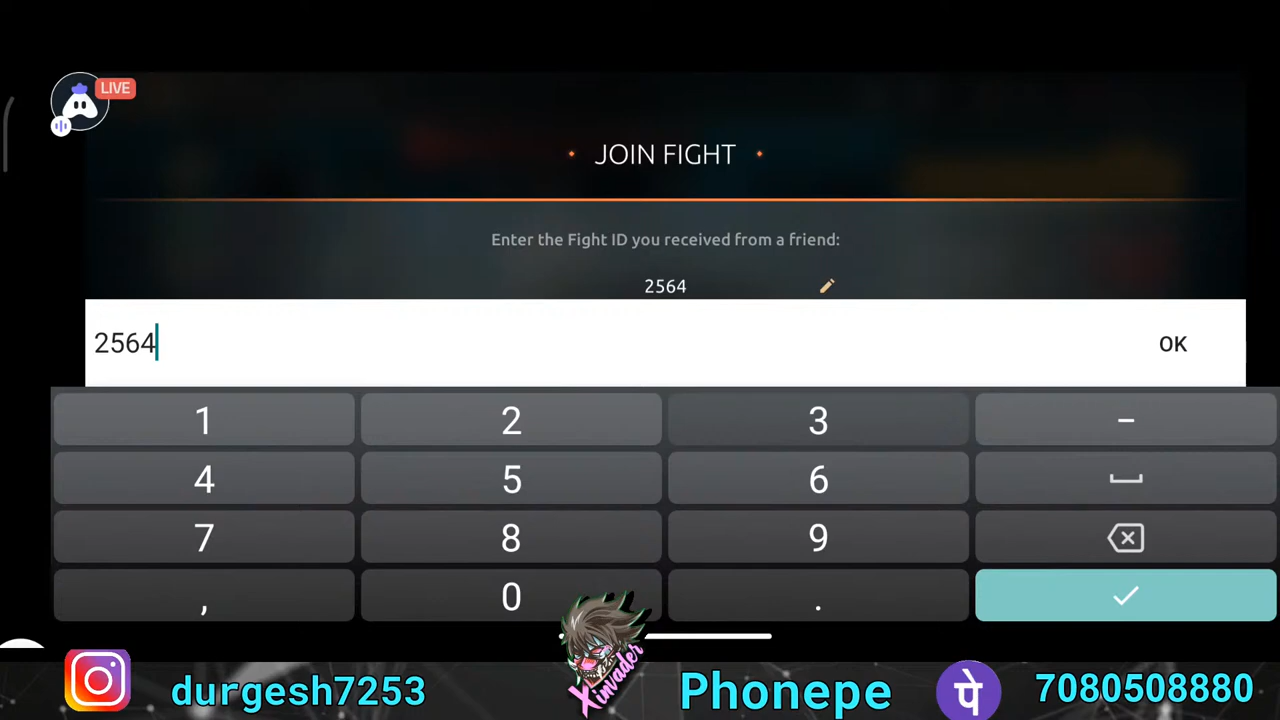 LIVE
JOIN FIGHT
Enter the Fight ID you received from a friend:
2564
2564
OK
1 2 3 –
4 5 6
7 8 9
, 0 .
Xinvader
durgesh7253 Phonepe पे 7080508880